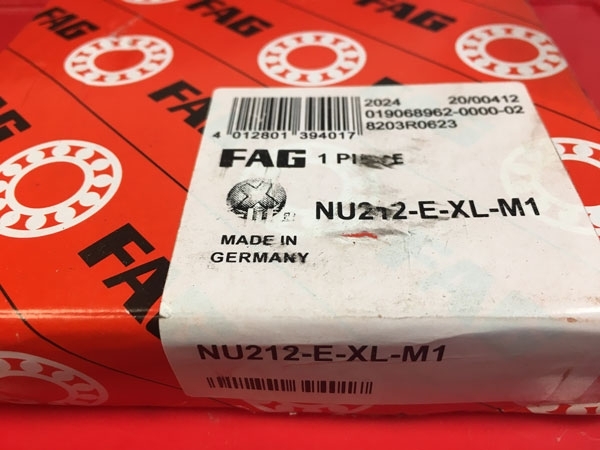 FAG
FAG
FAG
FAG
2024 20/00412
019068962-0000-02
8203R0623
4 012801 394017
FAG 1 PIECE
NU212-E-XL-M1
MADE IN
GERMANY
NU212-E-XL-M1